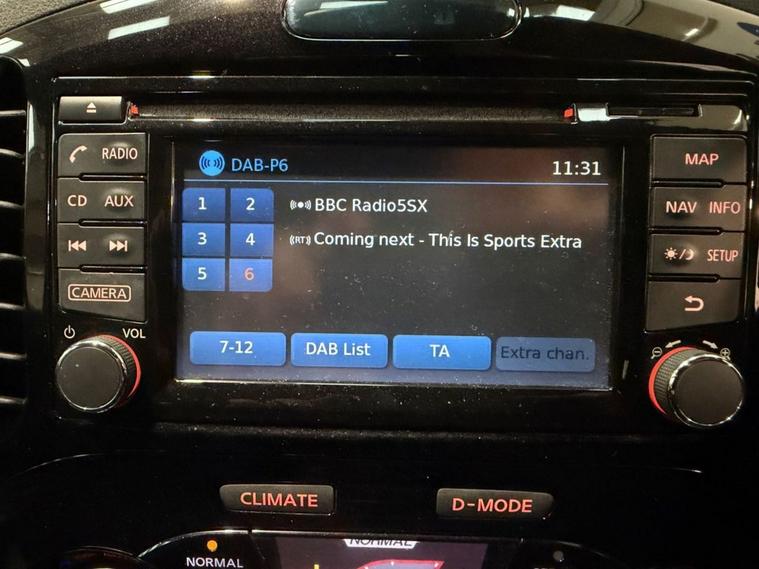 RADIO
CD AUX
CAMERA
VOL
DAB-P6 11:31
1 2 BBC Radio5SX
3 4 (RT) Coming next - This Is Sports Extra
5 6
7-12 DAB List TA Extra chan.
MAP
NAV INFO
SETUP
CLIMATE D-MODE
NORMAL NORMAL